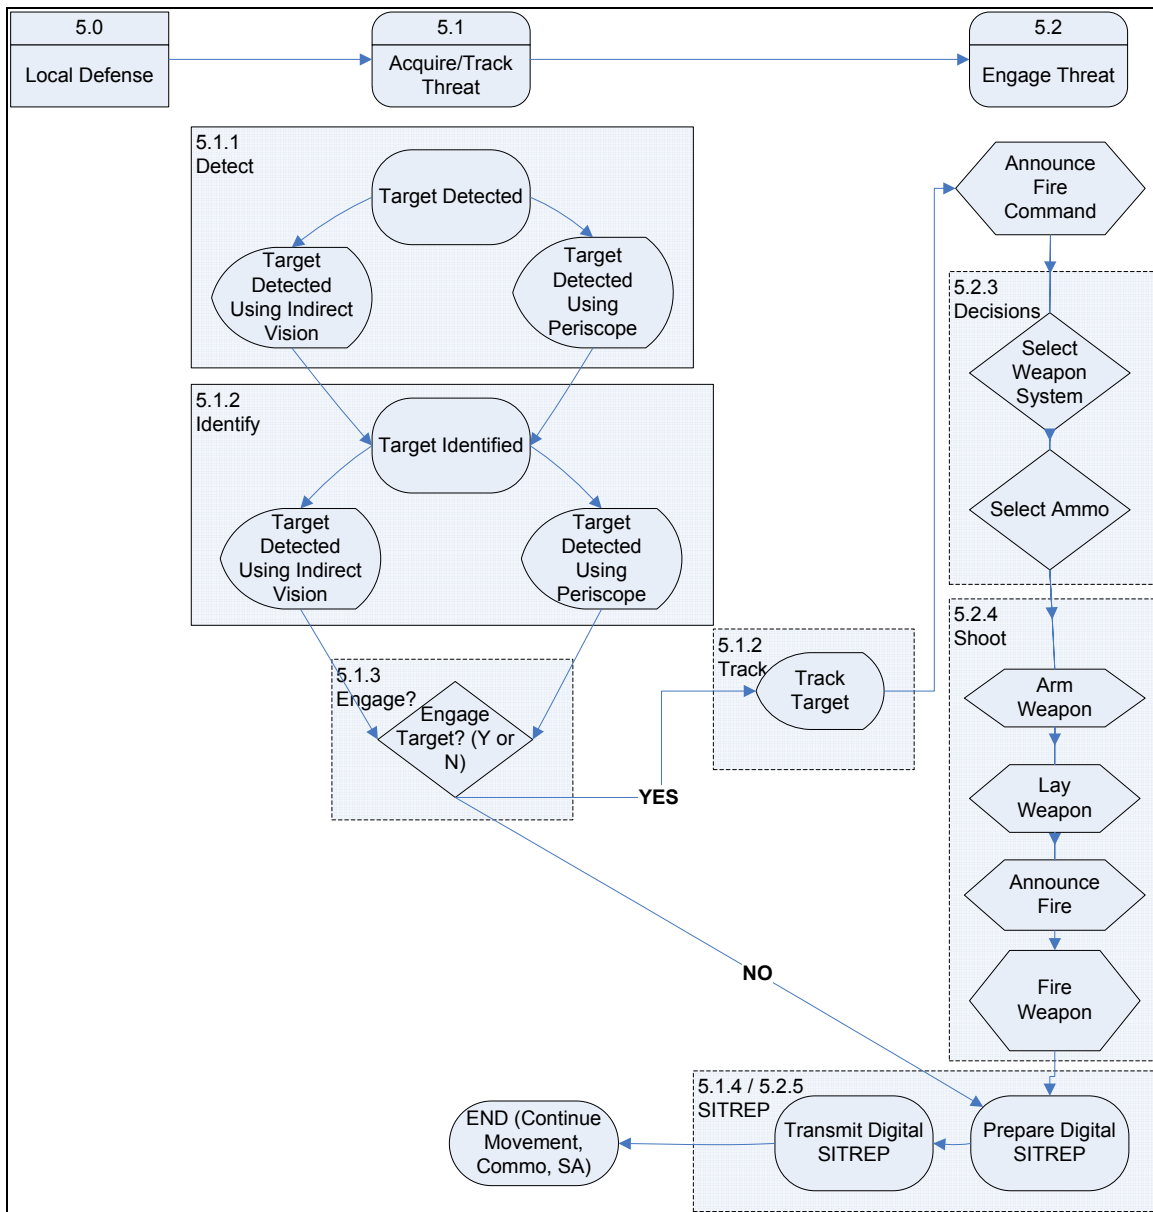 5.0
Local Defense
5.1
Acquire/Track
Threat
5.2
Engage Threat
5.1.1
Detect
Target Detected
Target
Detected
Using Indirect
Vision
Target
Detected
Using
Periscope
5.1.2
Identify
Target Identified
Target
Detected
Using Indirect
Vision
Target
Detected
Using
Periscope
5.1.3
Engage?
Engage
Target? (Y or
N)
YES
NO
5.1.2
Track
Track
Target
Announce
Fire
Command
5.2.3
Decisions
Select
Weapon
System
Select Ammo
5.2.4
Shoot
Arm
Weapon
Lay
Weapon
Announce
Fire
Fire
Weapon
5.1.4 / 5.2.5
SITREP
Prepare Digital
SITREP
Transmit Digital
SITREP
END (Continue
Movement,
Commo, SA)